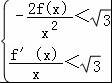 { -2f(x)/x² < √3
f′(x)/x < √3